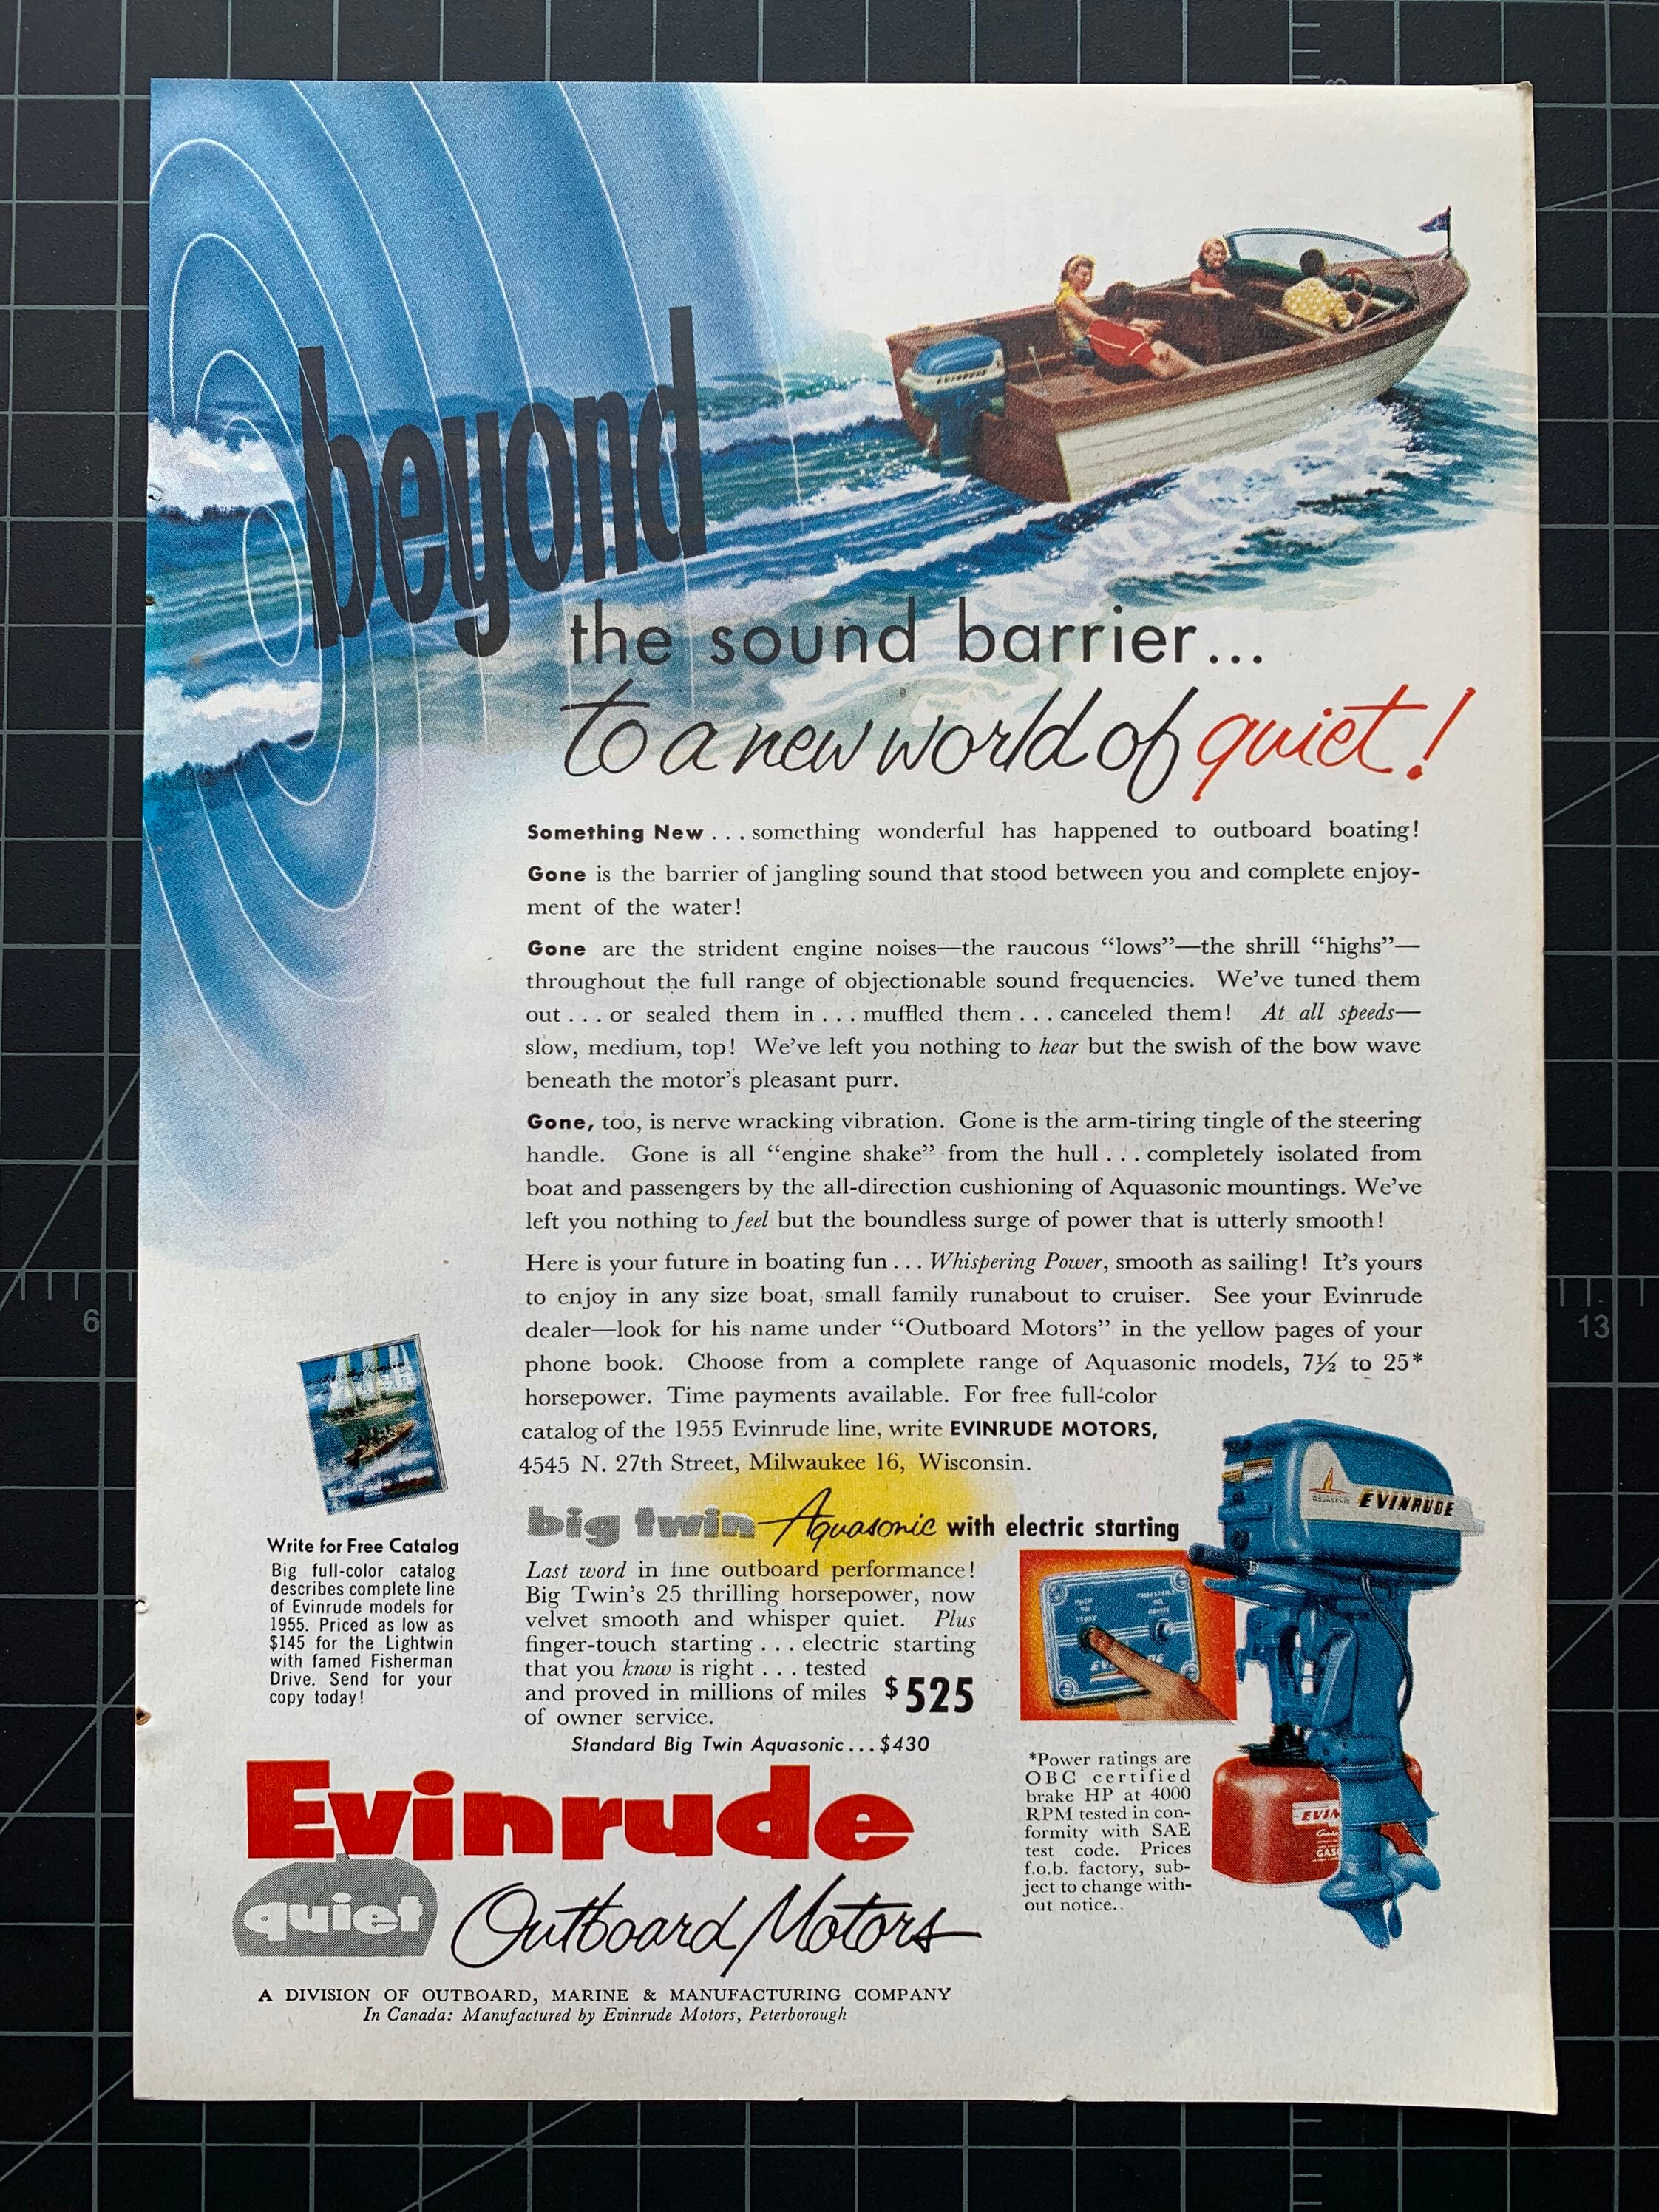 EVINRUDE
beyond
the sound barrier...
to a new world of quiet!
Something New . . . something wonderful has happened to outboard boating!
Gone is the barrier of jangling sound that stood between you and complete enjoy-
ment of the water!
Gone are the strident engine noises—the raucous “lows”—the shrill “highs”—
throughout the full range of objectionable sound frequencies. We’ve tuned them
out . . . or sealed them in . . . muffled them . . . canceled them! At all speeds—
slow, medium, top! We’ve left you nothing to hear but the swish of the bow wave
beneath the motor’s pleasant purr.
Gone, too, is nerve wracking vibration. Gone is the arm-tiring tingle of the steering
handle. Gone is all “engine shake” from the hull . . . completely isolated from
boat and passengers by the all-direction cushioning of Aquasonic mountings. We’ve
left you nothing to feel but the boundless surge of power that is utterly smooth!
Here is your future in boating fun . . . Whispering Power, smooth as sailing! It’s yours
to enjoy in any size boat, small family runabout to cruiser. See your Evinrude
dealer—look for his name under “Outboard Motors” in the yellow pages of your
phone book. Choose from a complete range of Aquasonic models, 7½ to 25*
horsepower. Time payments available. For free full-color
catalog of the 1955 Evinrude line, write EVINRUDE MOTORS,
4545 N. 27th Street, Milwaukee 16, Wisconsin.
hush
Write for Free Catalog
Big full-color catalog
describes complete line
of Evinrude models for
1955. Priced as low as
$145 for the Lightwin
with famed Fisherman
Drive. Send for your
copy today!
big twin Aquasonic with electric starting
Last word in fine outboard performance!
Big Twin’s 25 thrilling horsepower, now
velvet smooth and whisper quiet. Plus
finger-touch starting . . . electric starting
that you know is right . . . tested
and proved in millions of miles
of owner service.
$525
Standard Big Twin Aquasonic...$430
PUSH
TO
START
AQUASONIC EVINRUDE
EVIN
GAS
*Power ratings are
OBC certified
brake HP at 4000
RPM tested in con-
formity with SAE
test code. Prices
f.o.b. factory, sub-
ject to change with-
out notice.
Evinrude
quiet Outboard Motors
A DIVISION OF OUTBOARD, MARINE & MANUFACTURING COMPANY
In Canada: Manufactured by Evinrude Motors, Peterborough
6
13